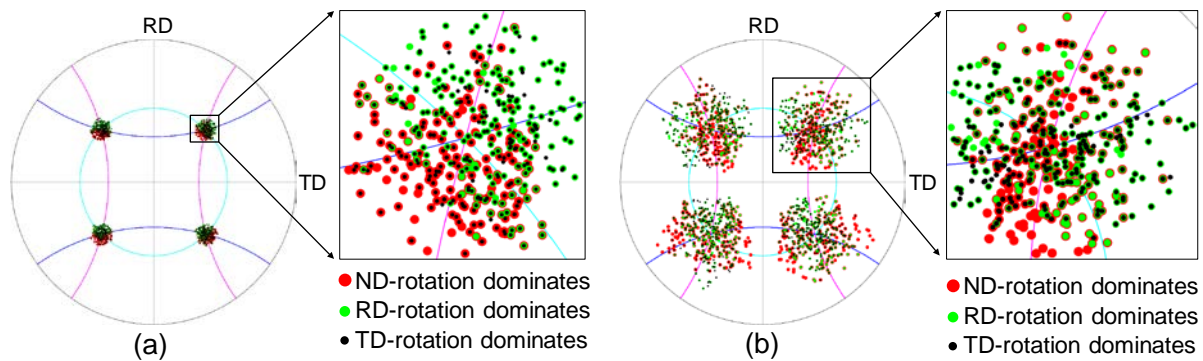 RD
TD
ND-rotation dominates
RD-rotation dominates
TD-rotation dominates
(a)
RD
TD
ND-rotation dominates
RD-rotation dominates
TD-rotation dominates
(b)